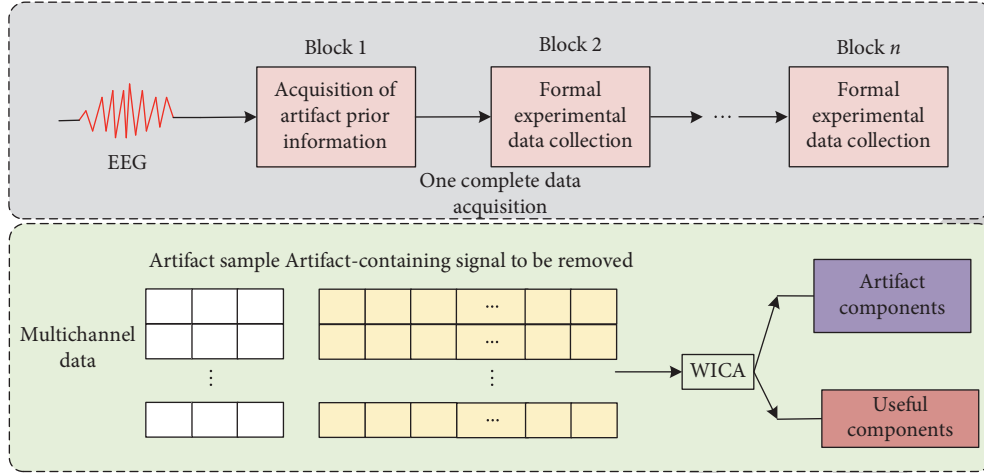 Block 1
Block 2
Block n
EEG
Acquisition of
artifact prior
information
Formal
experimental
data collection
...
Formal
experimental
data collection
One complete data
acquisition
Artifact sample Artifact-containing signal to be removed
Multichannel
data
...
...
⋮
⋮
...
WICA
Artifact
components
Useful
components